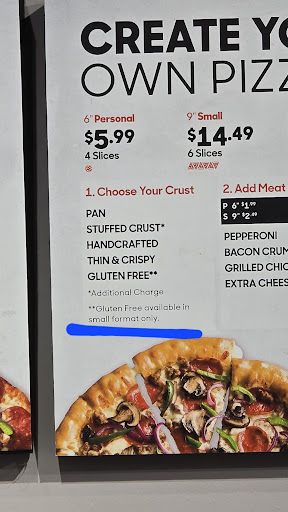 CREATE YO
OWN PIZZ
6" Personal
$5.99
4 Slices
9" Small
$14.49
6 Slices
1. Choose Your Crust
PAN
STUFFED CRUST*
HANDCRAFTED
THIN & CRISPY
GLUTEN FREE**
*Additional Charge
**Gluten Free available in
small format only.
2. Add Meat
P 6" $1.99
S 9" $2.49
PEPPERONI
BACON CRUM
GRILLED CHIC
EXTRA CHEES